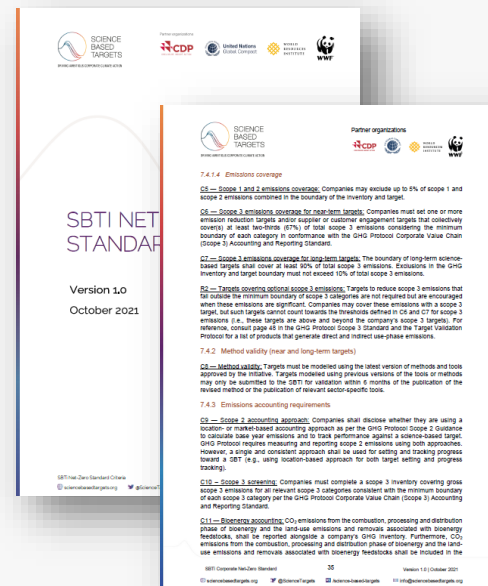 SCIENCE
BASED
TARGETS
DRIVING AMBITIOUS CORPORATE CLIMATE ACTION
Partner organizations
CDP
United Nations
Global Compact
WORLD
RESOURCES
INSTITUTE
WWF
SBTI NET
STANDAR
Version 1.0
October 2021
SBTi Net-Zero Standard Criteria
sciencebasedtargets.org
SCIENCE
BASED
TARGETS
DRIVING AMBITIOUS CORPORATE CLIMATE ACTION
Partner organizations
CDP
WORLD
RESOURCES
INSTITUTE
WWF
7.4.1.4 Emissions coverage
C5 — Scope 1 and 2 emissions coverage: Companies may exclude up to 5% of scope 1 and
scope 2 emissions combined in the boundary of the inventory and target.
C6 — Scope 3 emissions coverage for near-term targets: Companies must set one or more
emission reduction targets and/or supplier or customer engagement targets that collectively
cover(s) at least two-thirds (67%) of total scope 3 emissions considering the minimum
boundary of each category in conformance with the GHG Protocol Corporate Value Chain
(Scope 3) Accounting and Reporting Standard.
C7 — Scope 3 emissions coverage for long-term targets: The boundary of long-term science-
based targets shall cover at least 90% of total scope 3 emissions. Exclusions in the GHG
inventory and target boundary must not exceed 10% of total scope 3 emissions.
R2 — Targets covering optional scope 3 emissions: Targets to reduce scope 3 emissions that
fall outside the minimum boundary of scope 3 categories are not required but are encouraged
when these emissions are significant. Companies may cover these emissions with a scope 3
target, but such targets cannot count towards the thresholds defined in C6 and C7 for scope 3
emissions (i.e., these targets are above and beyond the company's scope 3 targets). For
reference, consult page 48 in the GHG Protocol Scope 3 Standard and the Target Validation
Protocol for a list of products that generate direct and indirect use-phase emissions.
7.4.2 Method validity (near and long-term targets)
C8 — Method validity: Targets must be modelled using the latest version of methods and tools
approved by the initiative. Targets modelled using previous versions of the tools or methods
may only be submitted to the SBTi for validation within 6 months of the publication of the
revised method or the publication of relevant sector-specific tools.
7.4.3 Emissions accounting requirements
C9 — Scope 2 accounting approach: Companies shall disclose whether they are using a
location- or market-based accounting approach as per the GHG Protocol Scope 2 Guidance
to calculate base year emissions and to track performance against a science-based target.
GHG Protocol requires measuring and reporting scope 2 emissions using both approaches.
However, a single and consistent approach shall be used for setting and tracking progress
toward a SBT (e.g., using location-based approach for both target setting and progress
tracking).
C10 – Scope 3 screening: Companies must complete a scope 3 inventory covering gross
scope 3 emissions for all relevant scope 3 categories consistent with the minimum boundary
of each scope 3 category per the GHG Protocol Corporate Value Chain (Scope 3) Accounting
and Reporting Standard.
C11 — Bioenergy accounting: CO2 emissions from the combustion, processing and distribution
phase of bioenergy and the land-use emissions and removals associated with bioenergy
feedstocks, shall be reported alongside a company's GHG inventory. Furthermore, CO2
emissions from the combustion, processing and distribution phase of bioenergy and the land-
use emissions and removals associated with bioenergy feedstocks shall be included in the
SBTi Corporate Net-Zero Standard
Version 1.0 | October 2021
sciencebasedtargets.org
@ScienceTargets
/science-based-targets
info@sciencebasedtargets.org